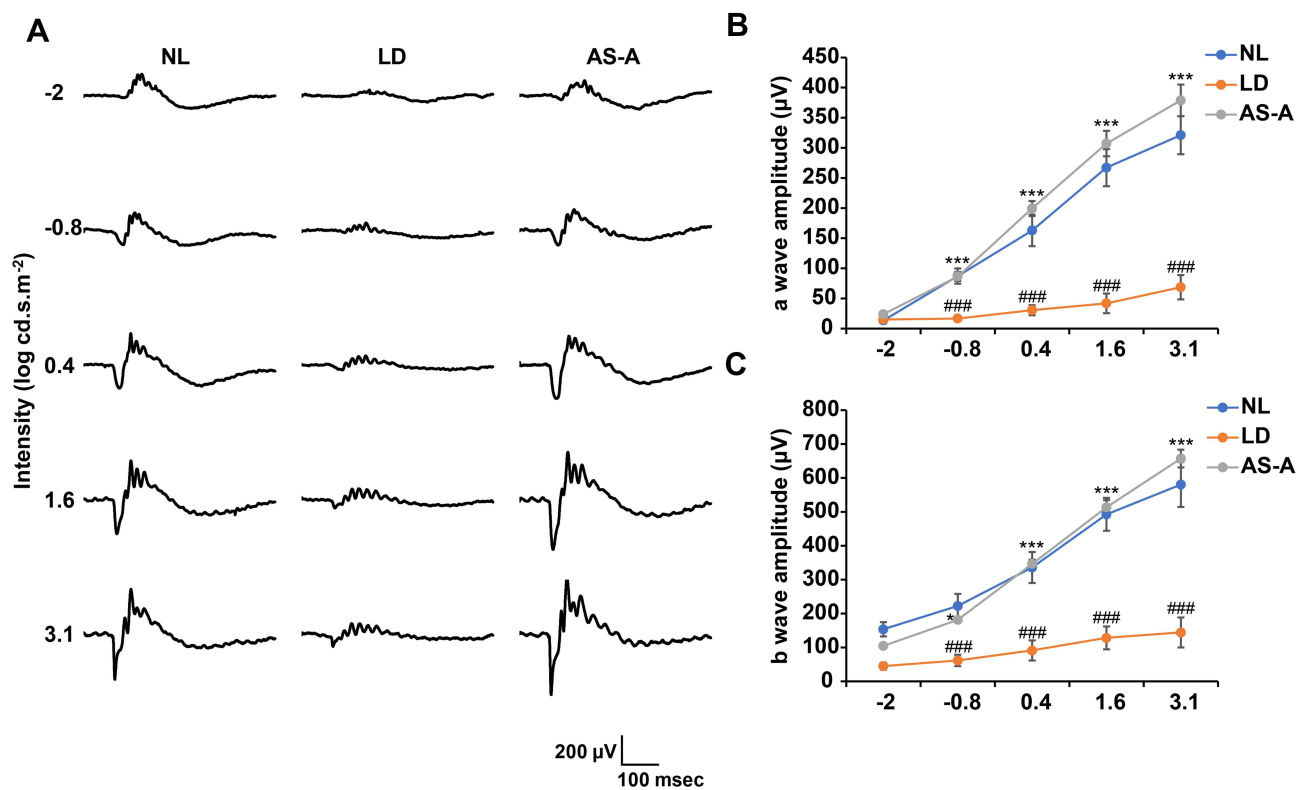 A
NL LD AS-A
Intensity (log cd.s.m-2)
-2
-0.8
0.4
1.6
3.1
200 µV
100 msec
B
a wave amplitude (µV)
450
400
350
300
250
200
150
100
50
0
-2 -0.8 0.4 1.6 3.1
*** *** *** ***
### ### ### ###
NL
LD
AS-A
C
b wave amplitude (µV)
800
700
600
500
400
300
200
100
0
-2 -0.8 0.4 1.6 3.1
* *** *** ***
### ### ### ###
NL
LD
AS-A